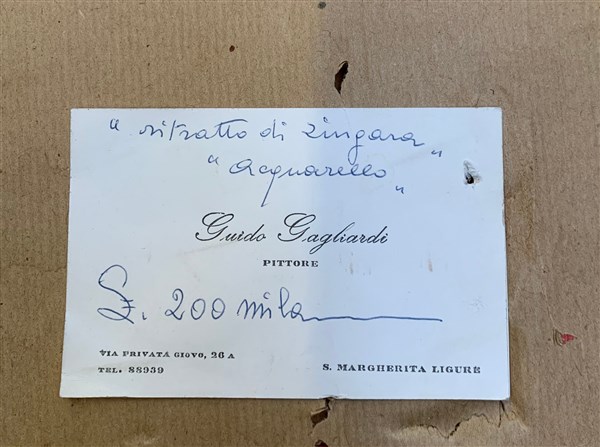 "ritratto di zingara"
"acquarello"
Guido Gagliardi
PITTORE
£. 200 mila
VIA PRIVATA GIOVO, 26 A
TEL. 88939
S. MARGHERITA LIGURE